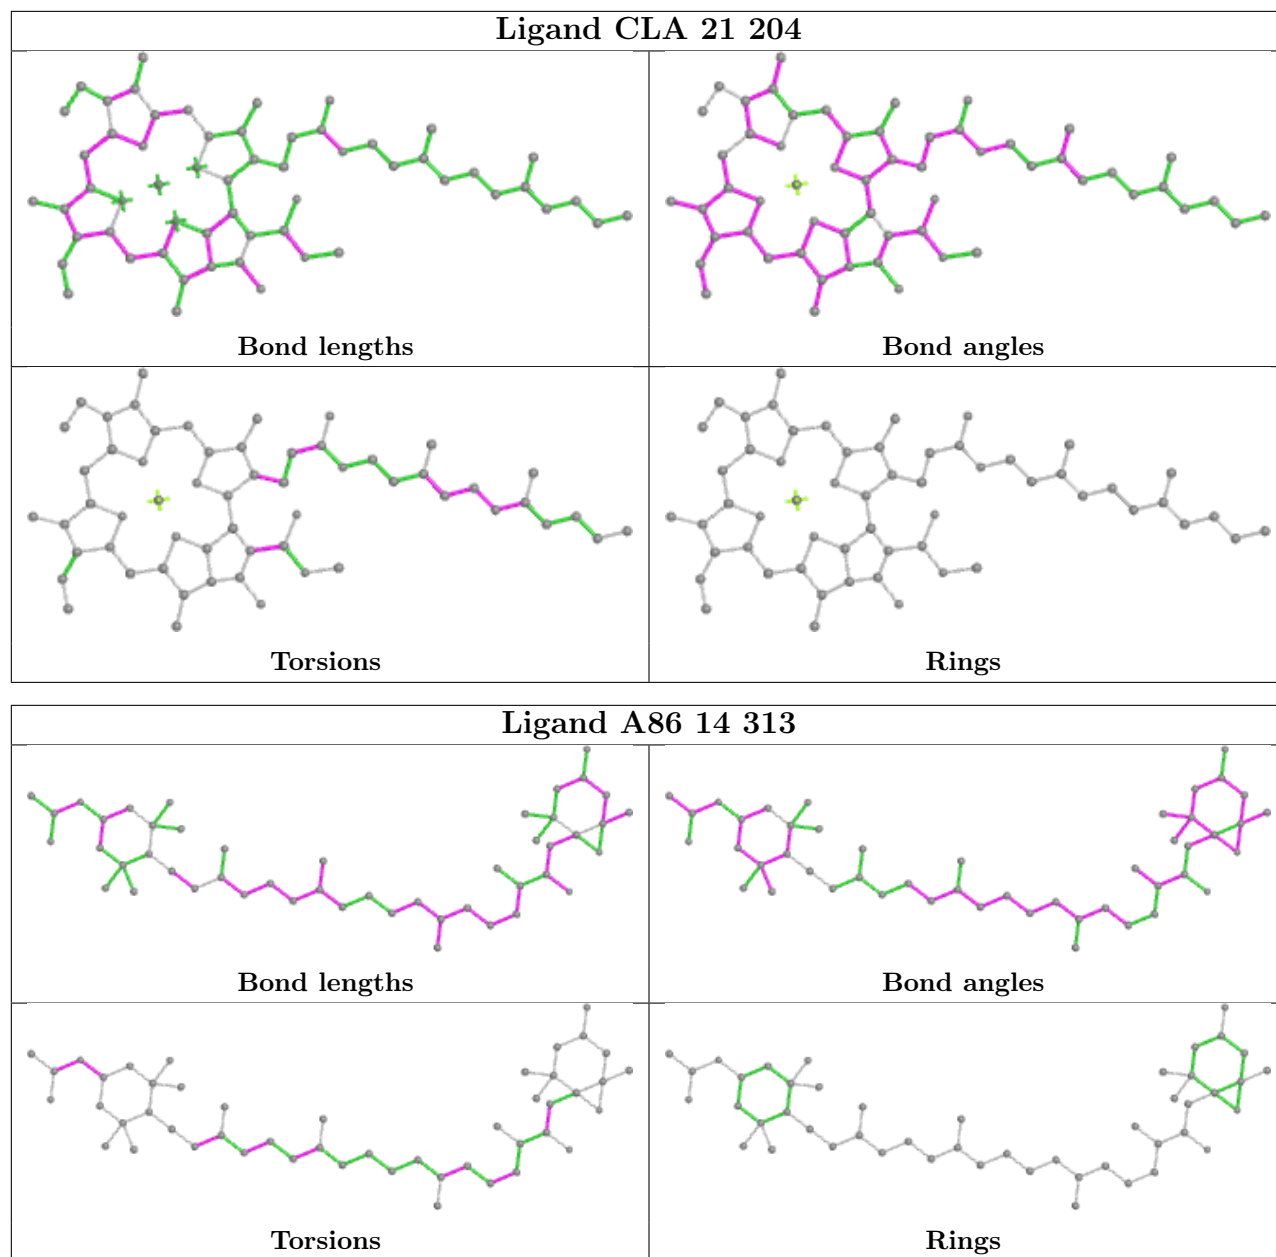 Ligand CLA 21 204
Bond lengths
Bond angles
Torsions
Rings
Ligand A86 14 313
Bond lengths
Bond angles
Torsions
Rings